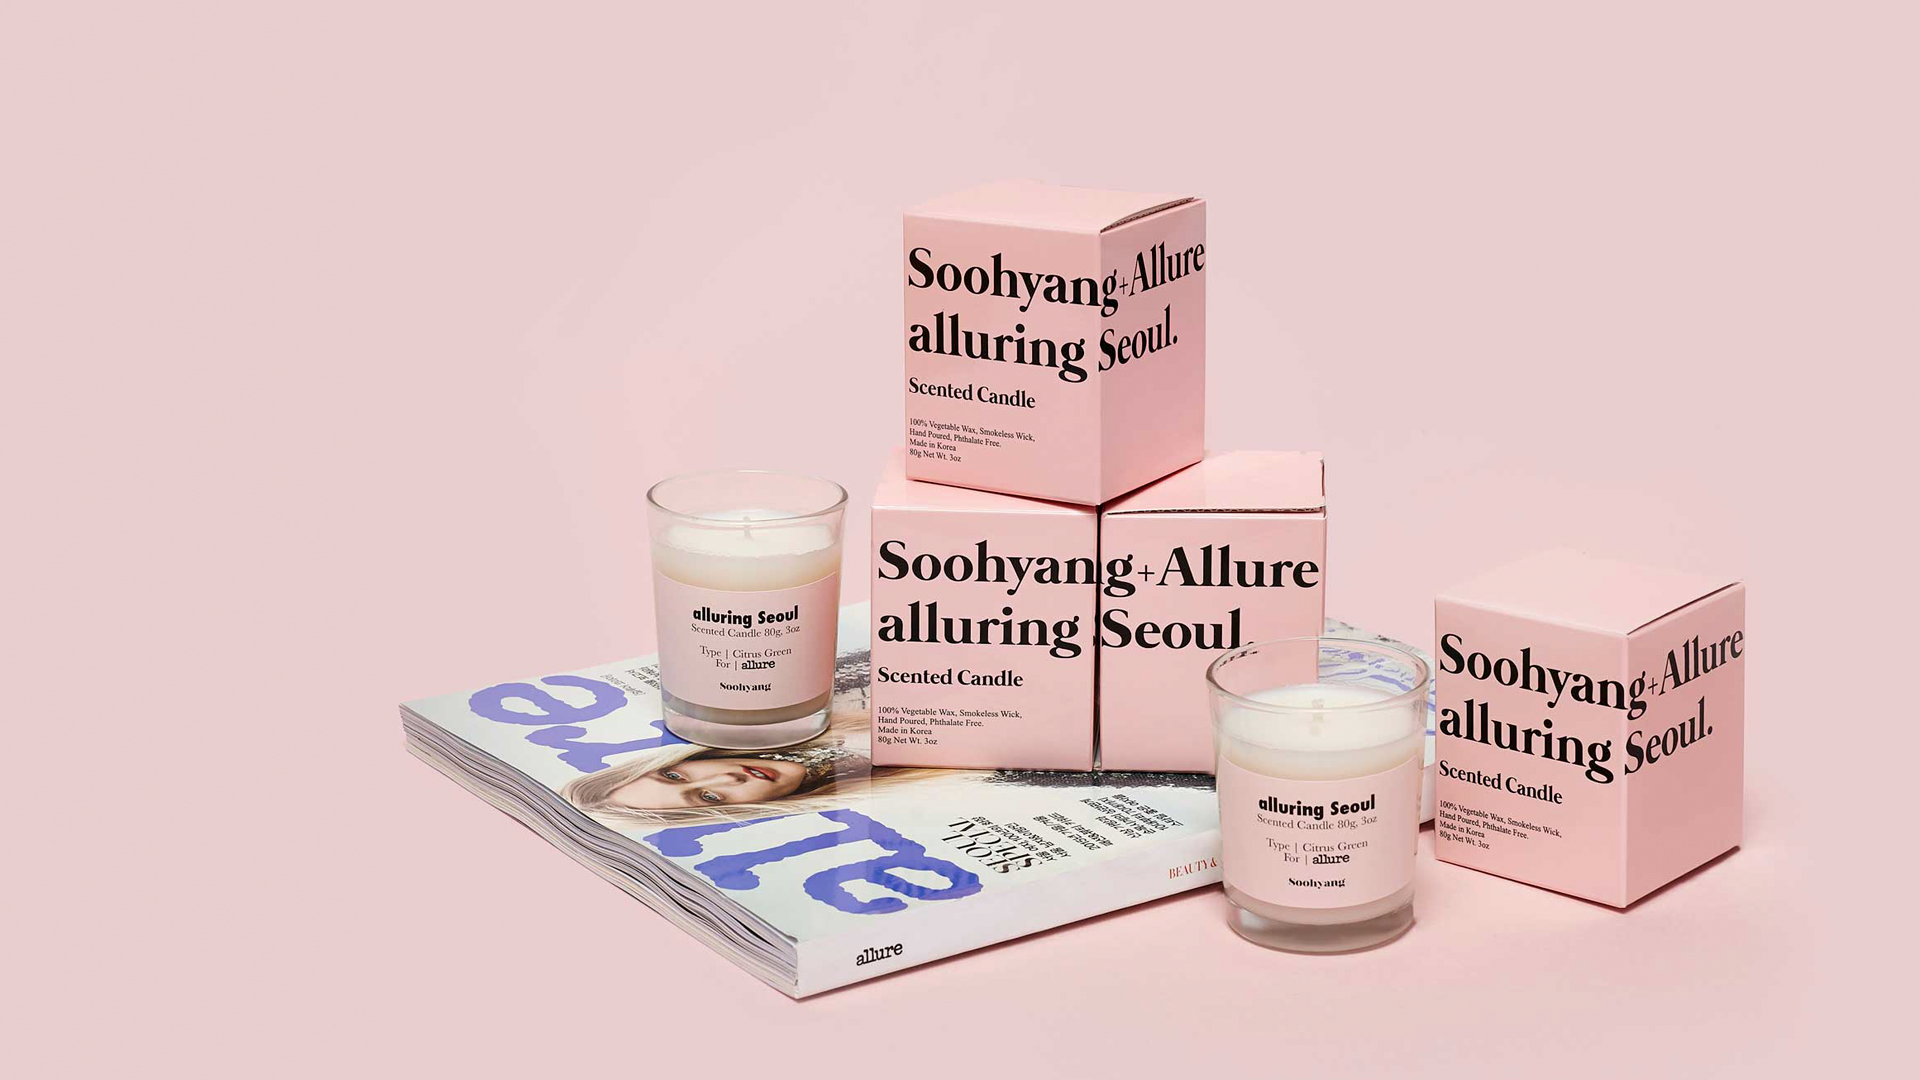 Soohyang+Allure
alluring Seoul.
Scented Candle
100% Vegetable Wax, Smokeless Wick,
Hand Poured, Phthalate Free.
Made in Korea
80g Net Wt. 3oz
alluring Seoul
Scented Candle 80g, 3oz
Type | Citrus Green
For | allure
Soohyang
Soohyang+Allure
alluring Seoul.
Scented Candle
100% Vegetable Wax, Smokeless Wick,
Hand Poured, Phthalate Free.
Made in Korea
80g Net Wt. 3oz
Soohyang+Allure
alluring Seoul.
Scented Candle
100% Vegetable Wax, Smokeless Wick,
Hand Poured, Phthalate Free.
Made in Korea
80g Net Wt. 3oz
alluring Seoul
Scented Candle 80g, 3oz
Type | Citrus Green
For | allure
Soohyang
SEOUL
SPECIAL
BEAUTY &
allure